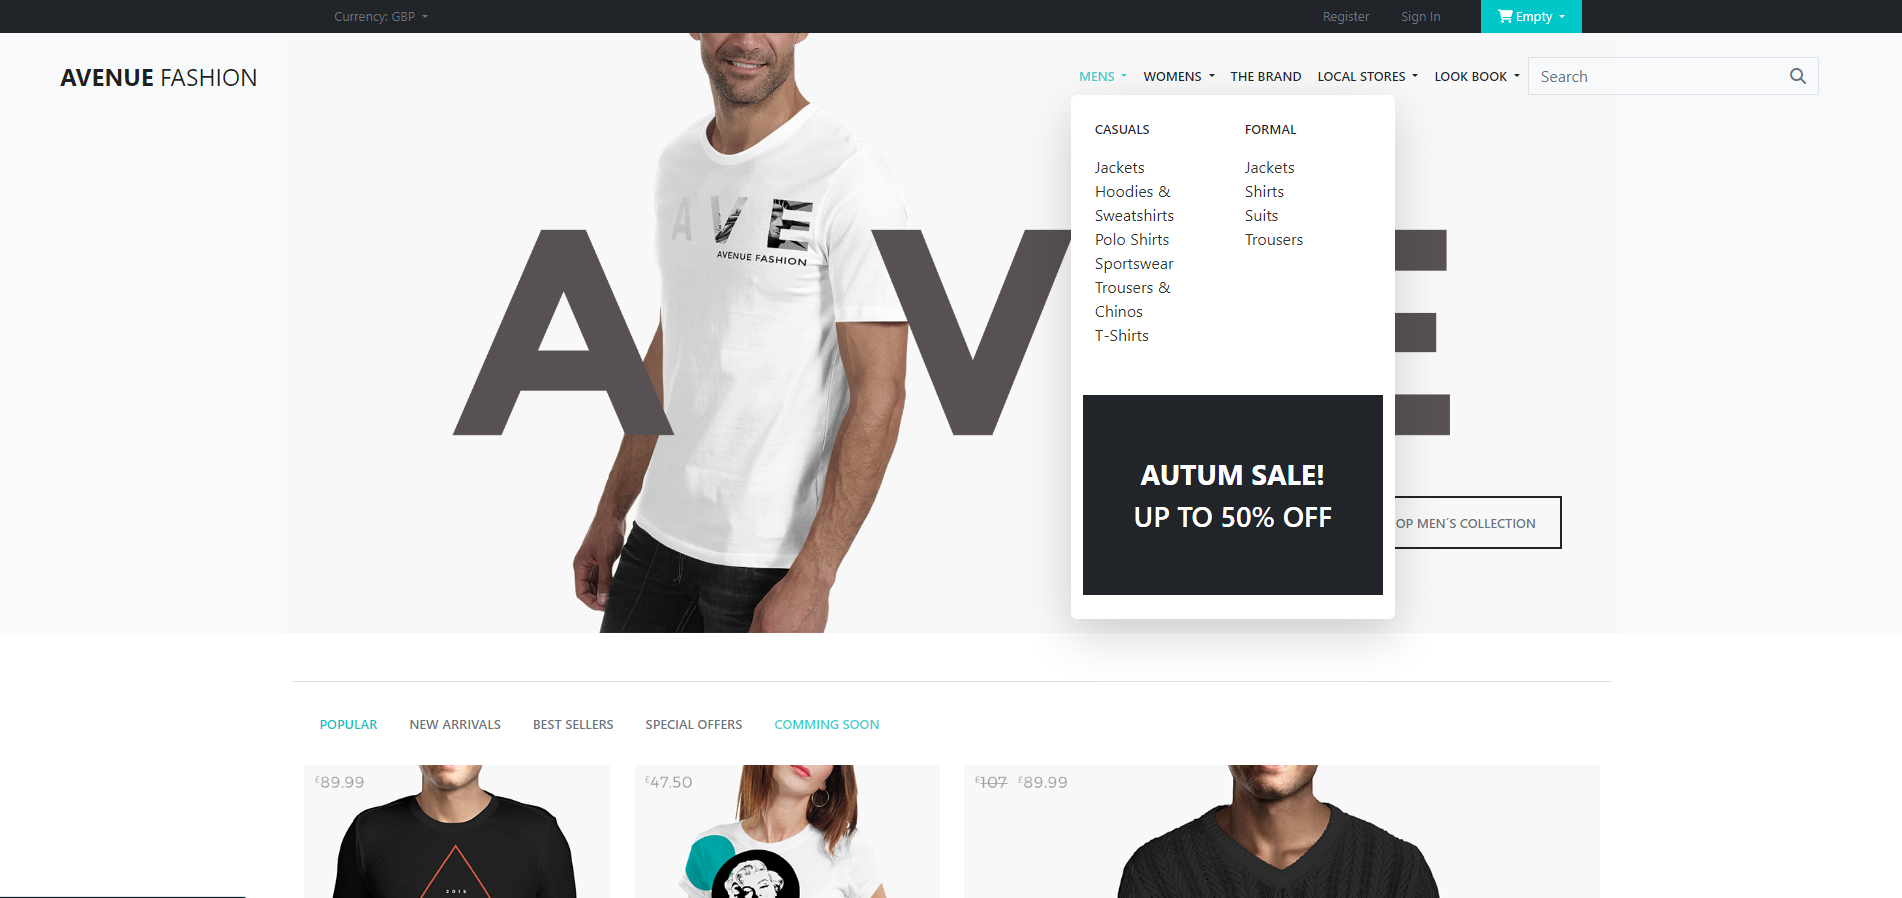 Currency: GBP
Register
Sign In
Empty
AVENUE FASHION
MENS
WOMENS
THE BRAND
LOCAL STORES
LOOK BOOK
Search
CASUALS
Jackets
Hoodies &
Sweatshirts
Polo Shirts
Sportswear
Trousers &
Chinos
T-Shirts
FORMAL
Jackets
Shirts
Suits
Trousers
AUTUM SALE!
UP TO 50% OFF
AVE
AVENUE FASHION
A V E
OP MEN´S COLLECTION
POPULAR
NEW ARRIVALS
BEST SELLERS
SPECIAL OFFERS
COMMING SOON
£89.99
£47.50
£107 £89.99
2015